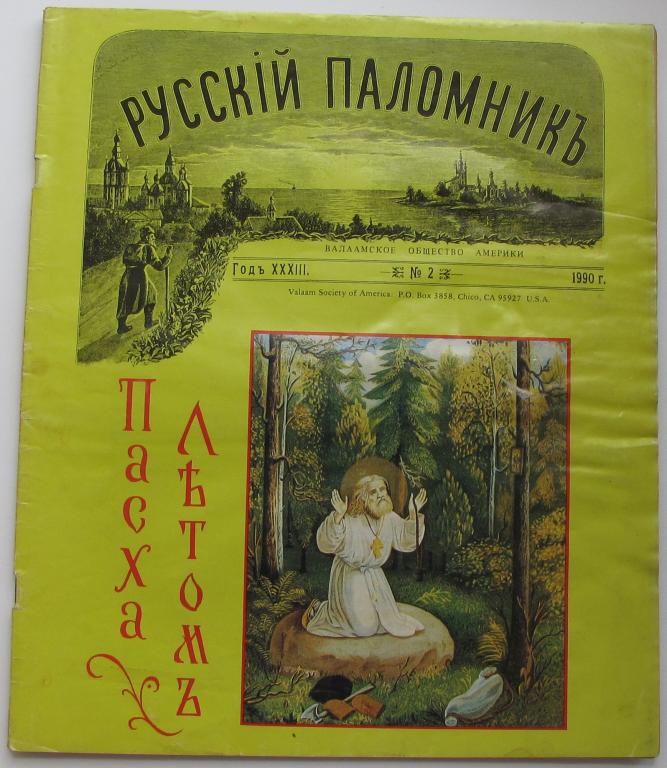 РУССКІЙ ПАЛОМНИКЪ
ВАЛААМСКОЕ ОБЩЕСТВО АМЕРИКИ
Годъ XXXIII. № 2 1990 г.
Valaam Society of America: P.O. Box 3858, Chico, CA 95927 U.S.A.
Пасха
Лѣтомъ